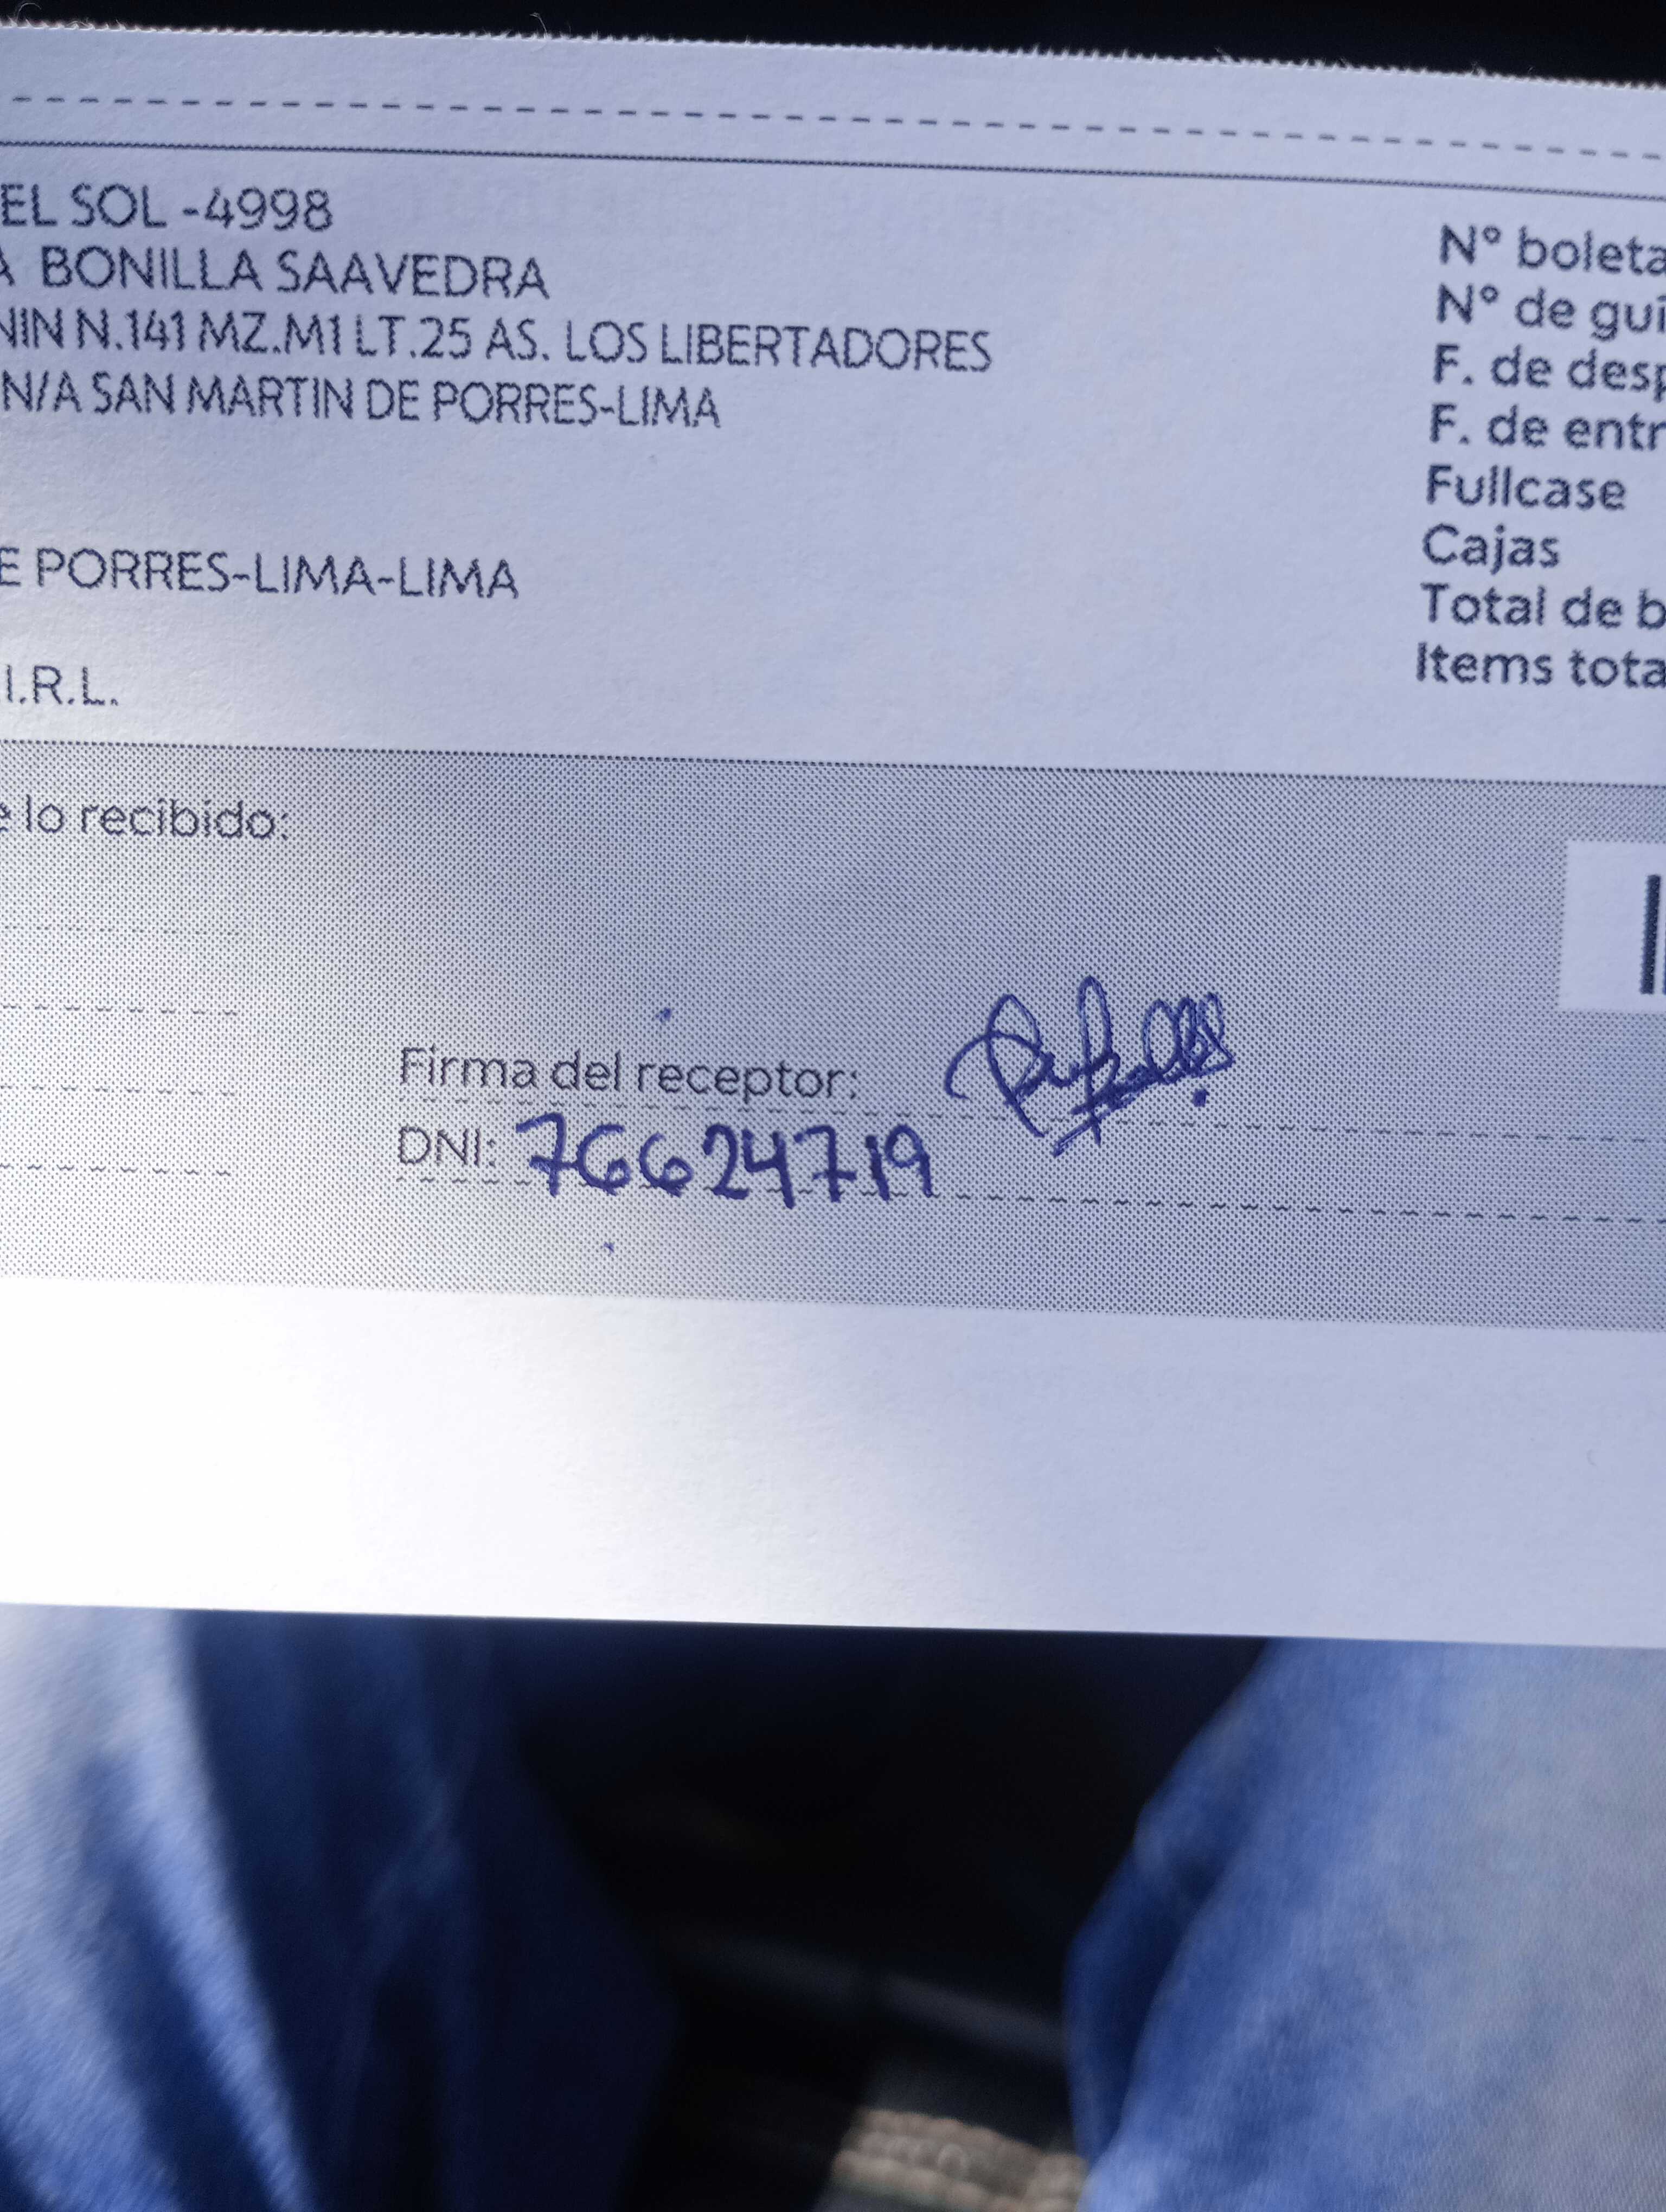 EL SOL -4998
A BONILLA SAAVEDRA
NIN N.141 MZ.M1 LT.25 AS. LOS LIBERTADORES
N/A SAN MARTIN DE PORRES-LIMA
E PORRES-LIMA-LIMA
I.R.L.
N° boleta
N° de guí
F. de desp
F. de entr
Fullcase
Cajas
Total de b
Items tota
e lo recibido:
Firma del receptor:
DNI: 76624719